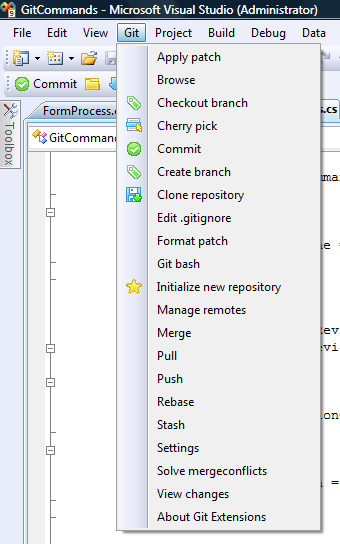 GitCommands - Microsoft Visual Studio (Administrator)
File Edit View Git Project Build Debug Data
Commit
Toolbox
FormProcess.
s.cs
GitComman
Apply patch
Browse
Checkout branch
Cherry pick
Commit
Create branch
Clone repository
Edit .gitignore
Format patch
Git bash
Initialize new repository
Manage remotes
Merge
Pull
Push
Rebase
Stash
Settings
Solve mergeconflicts
View changes
About Git Extensions